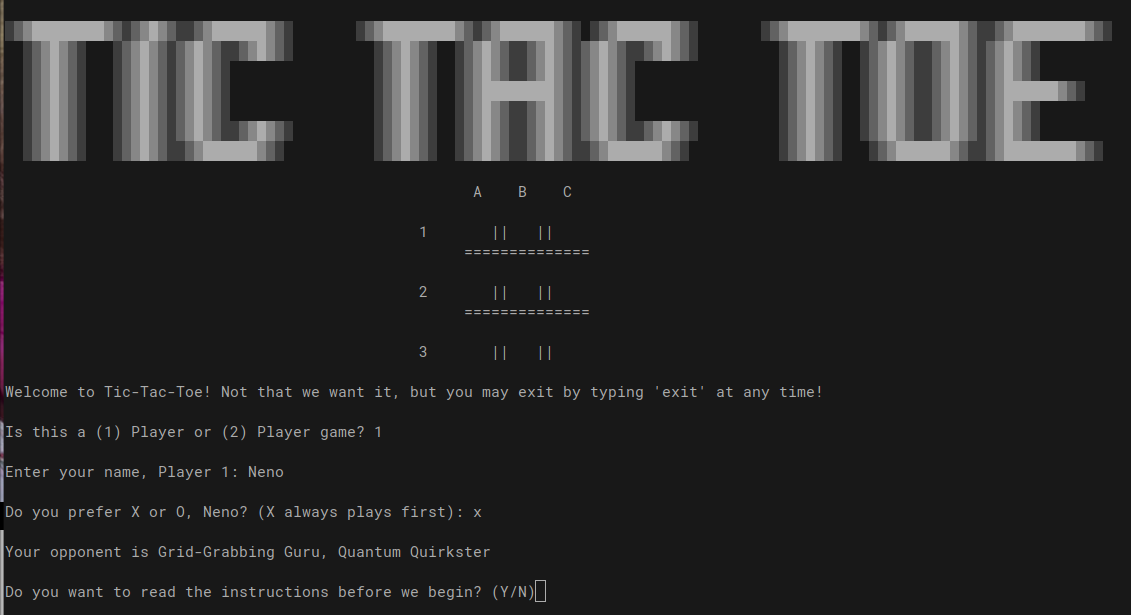 TIC TAC TOE
A B C
1 || ||
==============
2 || ||
==============
3 || ||
Welcome to Tic-Tac-Toe! Not that we want it, but you may exit by typing 'exit' at any time!
Is this a (1) Player or (2) Player game? 1
Enter your name, Player 1: Neno
Do you prefer X or O, Neno? (X always plays first): x
Your opponent is Grid-Grabbing Guru, Quantum Quirkster
Do you want to read the instructions before we begin? (Y/N)